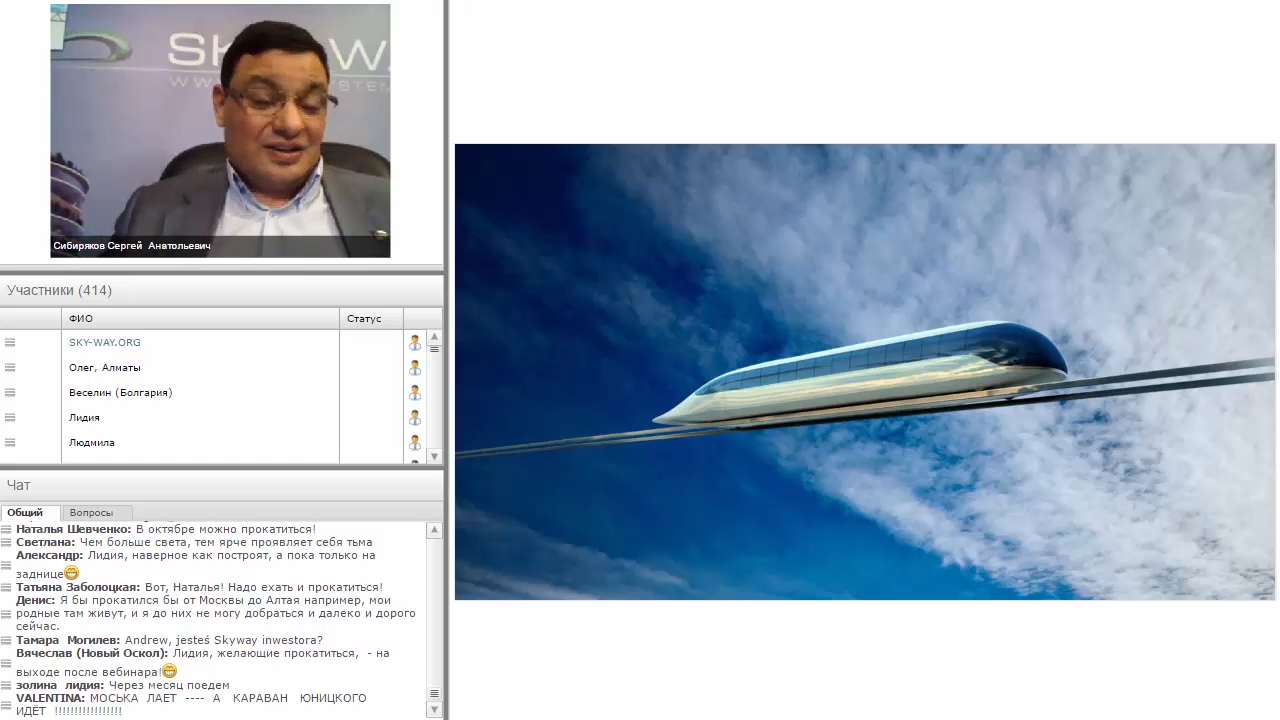 SK WA
Сибиряков Сергей Анатольевич
Участники (414)
ФИО Статус
SKY-WAY.ORG
Олег, Алматы
Веселин (Болгария)
Лидия
Людмила
Чат
Общий Вопросы
Наталья Шевченко: В октябре можно прокатиться!
Светлана: Чем больше света, тем ярче проявляет себя тьма
Александр: Лидия, наверное как построят, а пока только на
заднице
Татьяна Заболоцкая: Вот, Наталья! Надо ехать и прокатиться!
Денис: Я бы прокатился бы от Москвы до Алтая например, мои
родные там живут, и я до них не могу добраться и далеко и дорого
сейчас.
Тамара Могилев: Andrew, jesteś Skyway inwestora?
Вячеслав (Новый Оскол): Лидия, желающие прокатиться, - на
выходе после вебинара!
золина лидия: Через месяц поедем
VALENTINA: МОСЬКА ЛАЕТ ---- А КАРАВАН ЮНИЦКОГО
ИДЁТ !!!!!!!!!!!!!!!!!